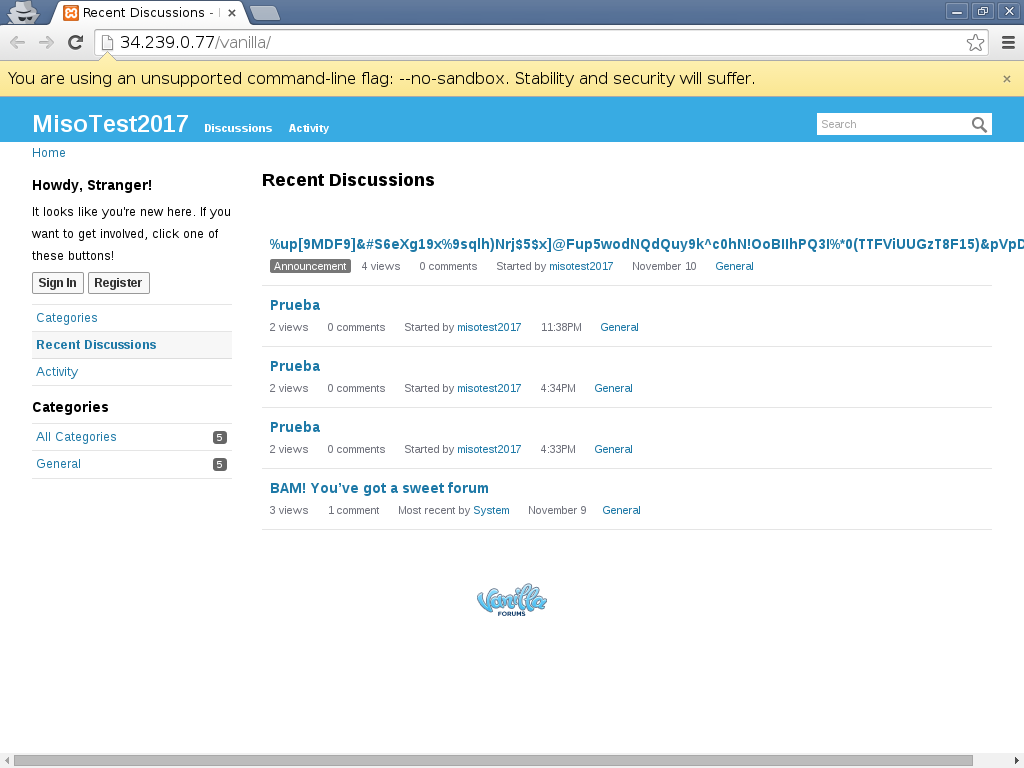 Recent Discussions -
34.239.0.77/vanilla/
You are using an unsupported command-line flag: --no-sandbox. Stability and security will suffer.
MisoTest2017 Discussions Activity Search
Home
Howdy, Stranger!
It looks like you're new here. If you
want to get involved, click one of
these buttons!
Sign In Register
Categories
Recent Discussions
Activity
Categories
All Categories 5
General 5
Recent Discussions
%up[9MDF9]&#S6eXg19x%9sqlh)Nrj$5$x]@Fup5wodNQdQuy9k^c0hN!OoBIIhPQ3I%*0(TTFViUUGzT8F15)&pVpD
Announcement 4 views 0 comments Started by misotest2017 November 10 General
Prueba
2 views 0 comments Started by misotest2017 11:38PM General
Prueba
2 views 0 comments Started by misotest2017 4:34PM General
Prueba
2 views 0 comments Started by misotest2017 4:33PM General
BAM! You’ve got a sweet forum
3 views 1 comment Most recent by System November 9 General
Vanilla
FORUMS